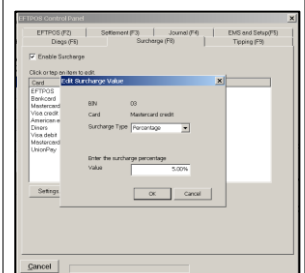 EFTPOS Control Panel
EFTPOS (F2) Settlement (F3) Journal (F4) EMS and Setup(F5)
Diags (F6) Surcharge (F8) Tipping (F9)
Enable Surcharge
Click or tap an item to edit:
Card
Edit Surcharge Value
EFTPOS
Bankcard
Mastercard
Visa credit
American e
Diners
Visa debit
Mastercard
UnionPay
BIN 03
Card Mastercard credit
Surcharge Type Percentage
Enter the surcharge percentage
Value 5.00%
OK Cancel
Settings
Cancel